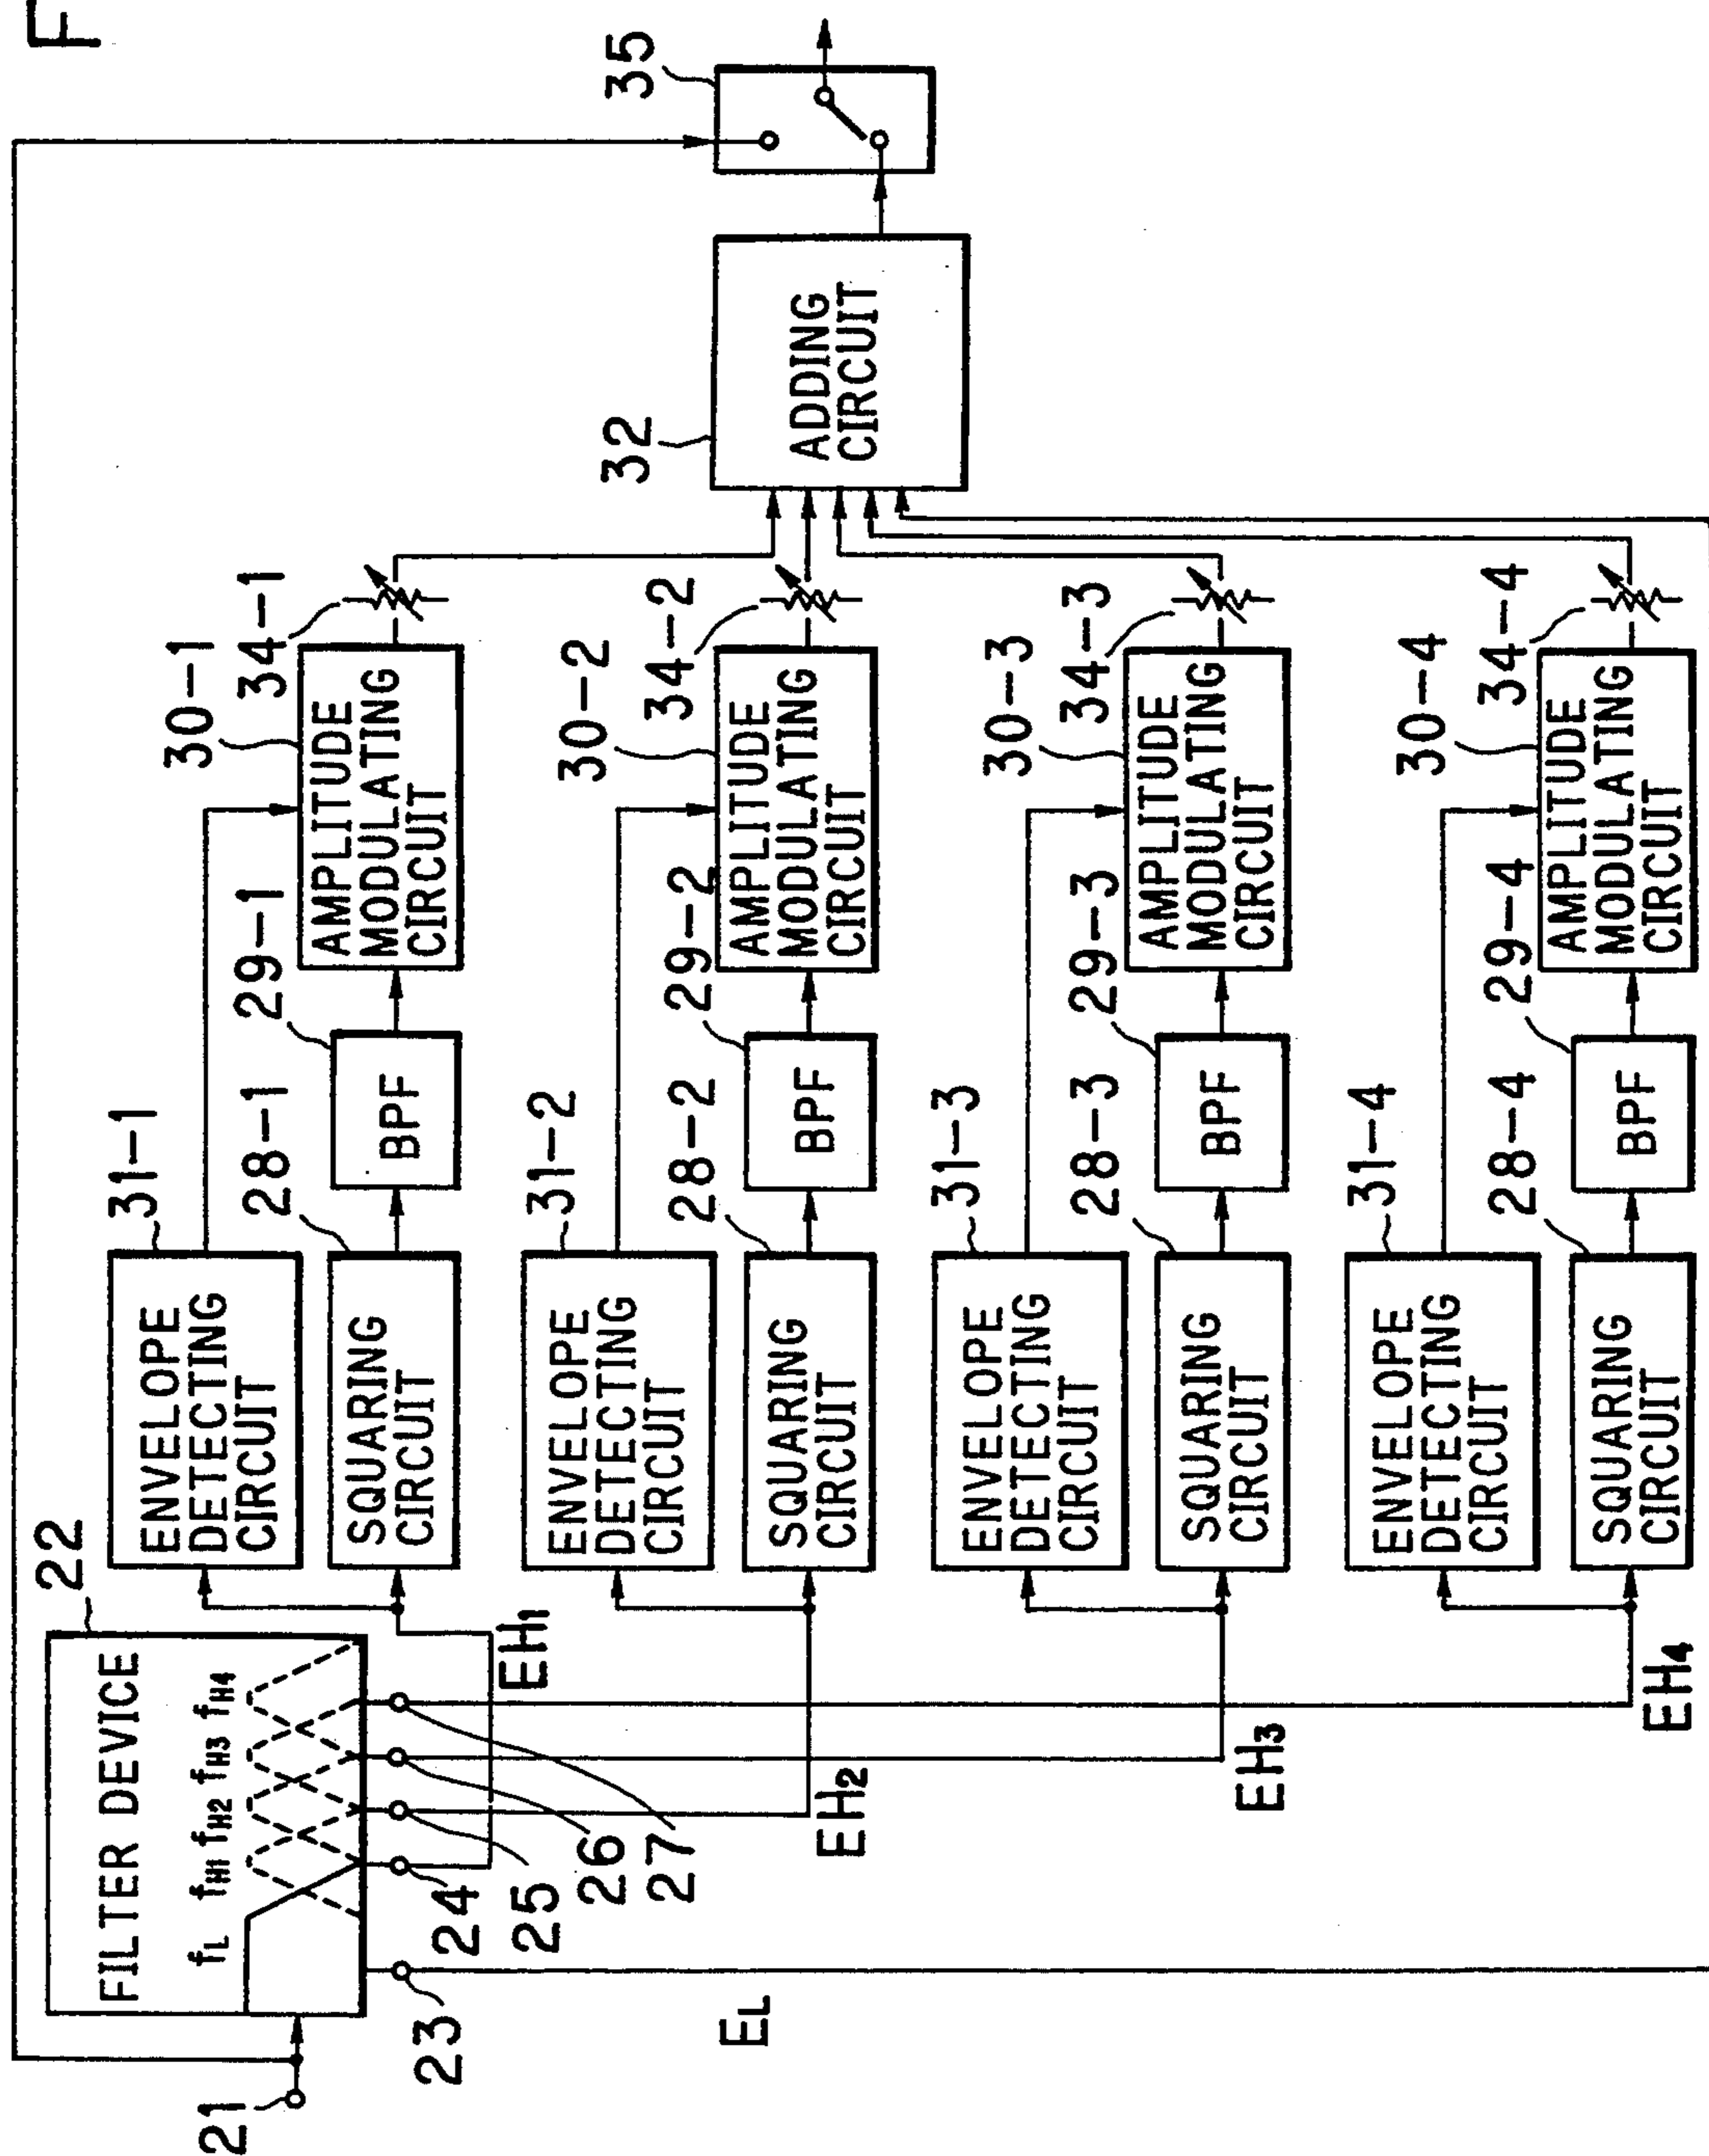 F
35
32
ADDING
CIRCUIT
34-1
30-1
AMPLITUDE
MODULATING
CIRCUIT
29-1
BPF
31-1
28-1
ENVELOPE
DETECTING
CIRCUIT
SQUARING
CIRCUIT
34-2
30-2
AMPLITUDE
MODULATING
CIRCUIT
29-2
BPF
31-2
28-2
ENVELOPE
DETECTING
CIRCUIT
SQUARING
CIRCUIT
34-3
30-3
AMPLITUDE
MODULATING
CIRCUIT
29-3
BPF
31-3
28-3
ENVELOPE
DETECTING
CIRCUIT
SQUARING
CIRCUIT
34-4
30-4
AMPLITUDE
MODULATING
CIRCUIT
29-4
BPF
31-4
28-4
ENVELOPE
DETECTING
CIRCUIT
SQUARING
CIRCUIT
22
FILTER DEVICE
fL fH1 fH2 fH3 fH4
EH1
EH2
EH3
EH4
27
26
25
24
23
EL
21